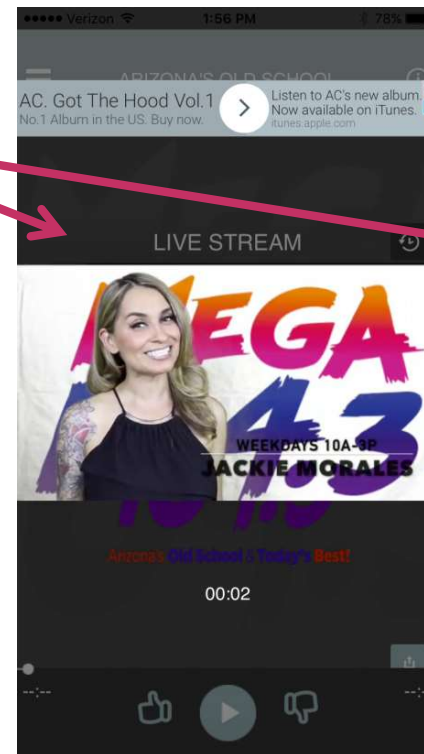 Verizon 1:56 PM 78%
ARIZONA'S OLD SCHOOL
AC. Got The Hood Vol.1
No.1 Album in the US. Buy now.
Listen to AC's new album.
Now available on iTunes.
itunes.apple.com
LIVE STREAM
MEGA
104.3
WEEKDAYS 10A-3P
JACKIE MORALES
Arizona's Old School & Today's Best!
00:02
--:--
--: